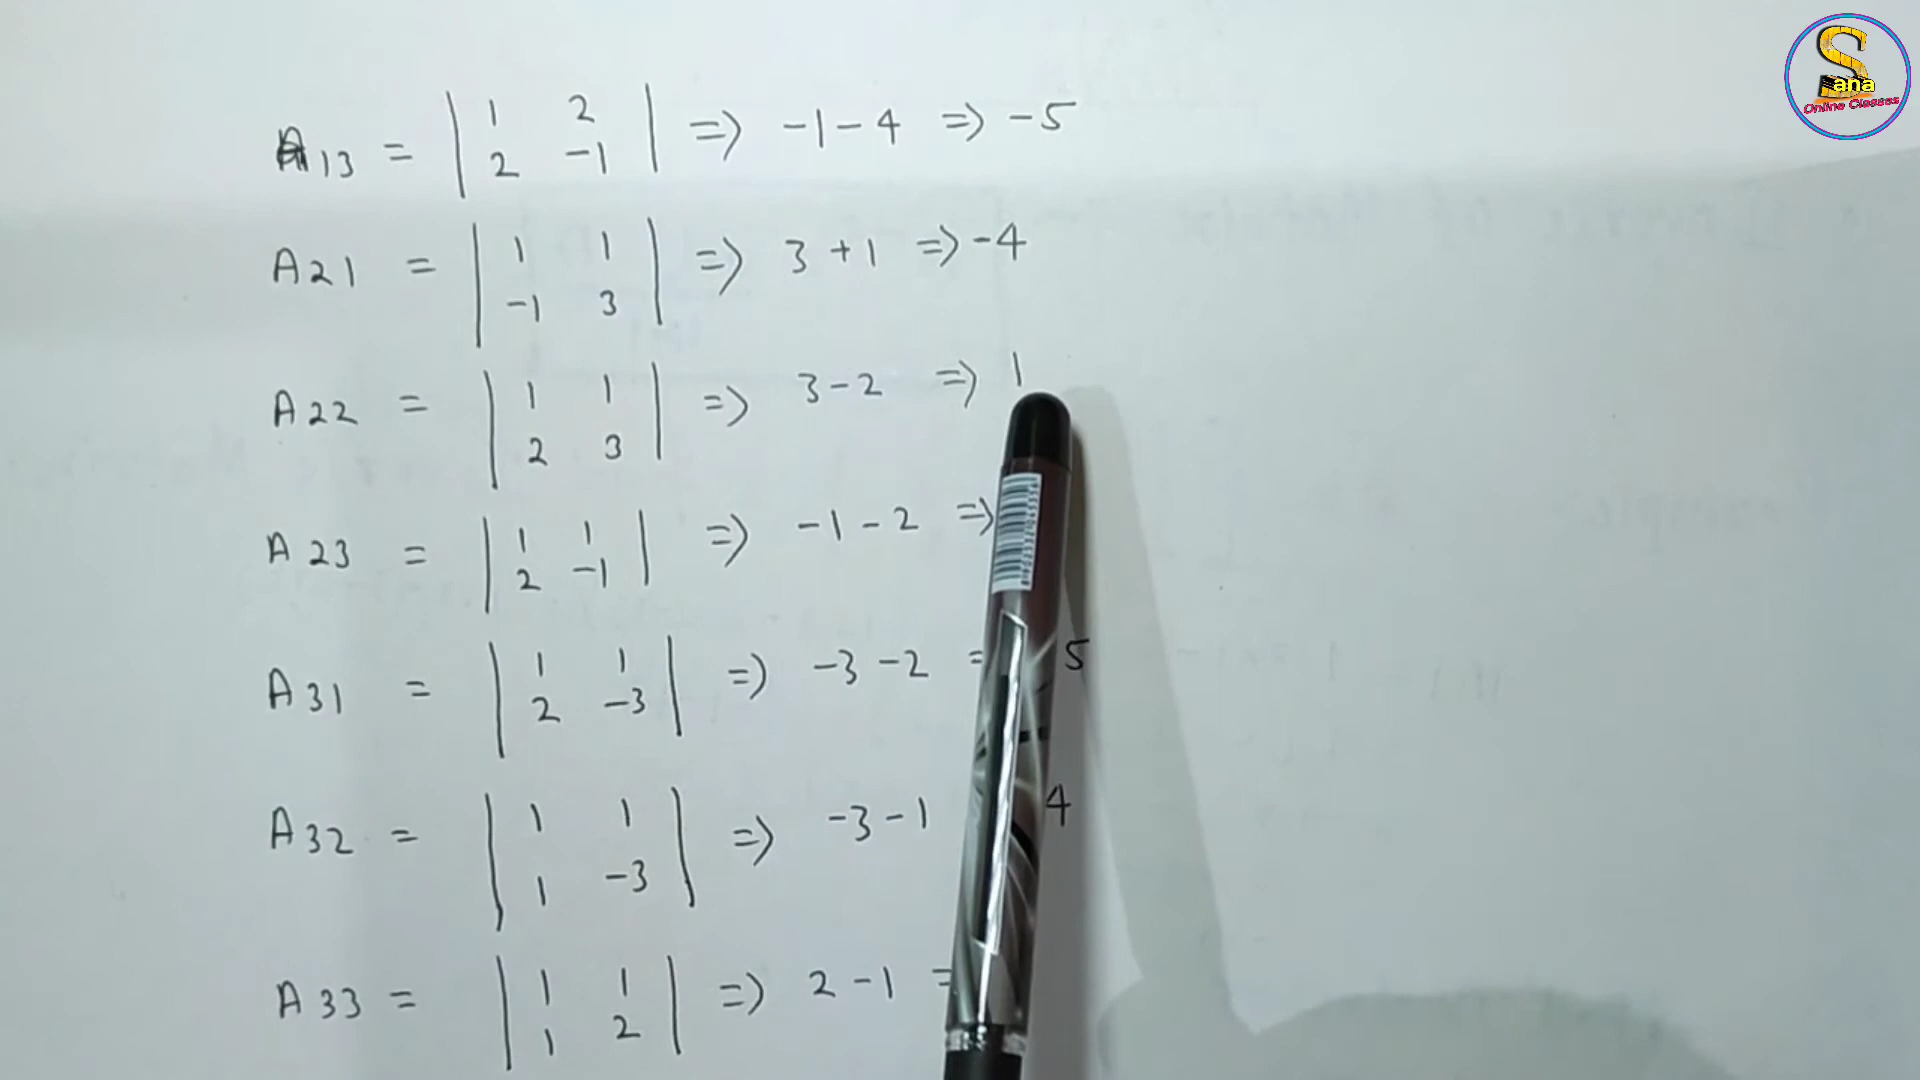 Sana
Online Classes
A13 = | 1 2 | => -1 - 4 => -5
2 -1
A21 = | 1 1 | => 3 + 1 => -4
-1 3
A22 = | 1 1 | => 3 - 2 => 1
2 3
A23 = | 1 1 | => -1 - 2 =>
2 -1
A31 = | 1 1 | => -3 - 2 = 5
2 -3
A32 = | 1 1 | => -3 - 1 4
1 -3
A33 = | 1 1 | => 2 - 1 =
1 2